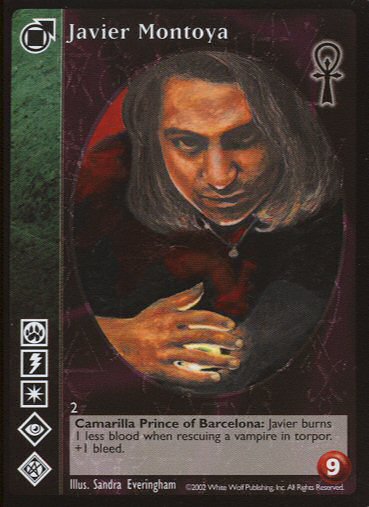 Javier Montoya
2
Camarilla Prince of Barcelona: Javier burns
1 less blood when rescuing a vampire in torpor.
+1 bleed.
9
Illus. Sandra Everingham ©2002 White Wolf Publishing, Inc. All Rights Reserved.